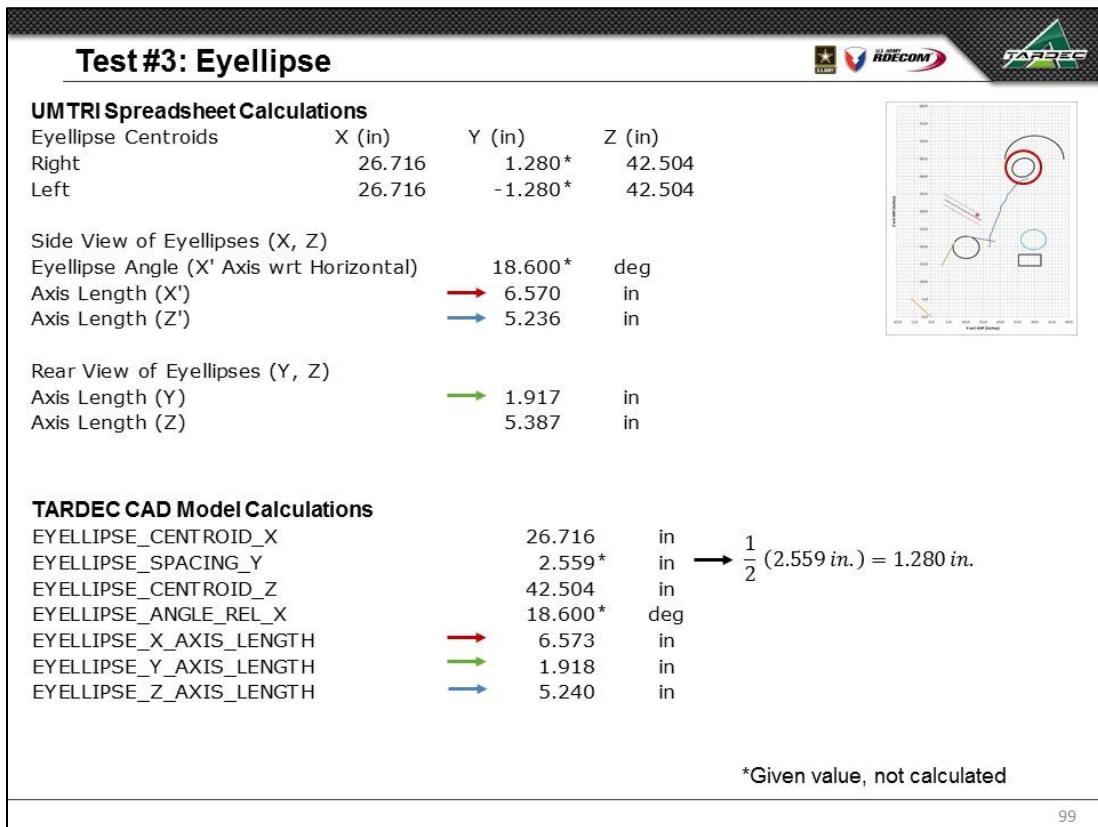 Test #3: Eyellipse
U.S. ARMY
U.S. ARMY
RDECOM
TARDEC
UMTRI Spreadsheet Calculations
Eyellipse Centroids X (in) Y (in) Z (in)
Right 26.716 1.280* 42.504
Left 26.716 -1.280* 42.504
Side View of Eyellipses (X, Z)
Eyellipse Angle (X' Axis wrt Horizontal) 18.600* deg
Axis Length (X') 6.570 in
Axis Length (Z') 5.236 in
Rear View of Eyellipses (Y, Z)
Axis Length (Y) 1.917 in
Axis Length (Z) 5.387 in
TARDEC CAD Model Calculations
EYELLIPSE_CENTROID_X 26.716 in
EYELLIPSE_SPACING_Y 2.559* in 1/2 (2.559 in.) = 1.280 in.
EYELLIPSE_CENTROID_Z 42.504 in
EYELLIPSE_ANGLE_REL_X 18.600* deg
EYELLIPSE_X_AXIS_LENGTH 6.573 in
EYELLIPSE_Y_AXIS_LENGTH 1.918 in
EYELLIPSE_Z_AXIS_LENGTH 5.240 in
*Given value, not calculated
99